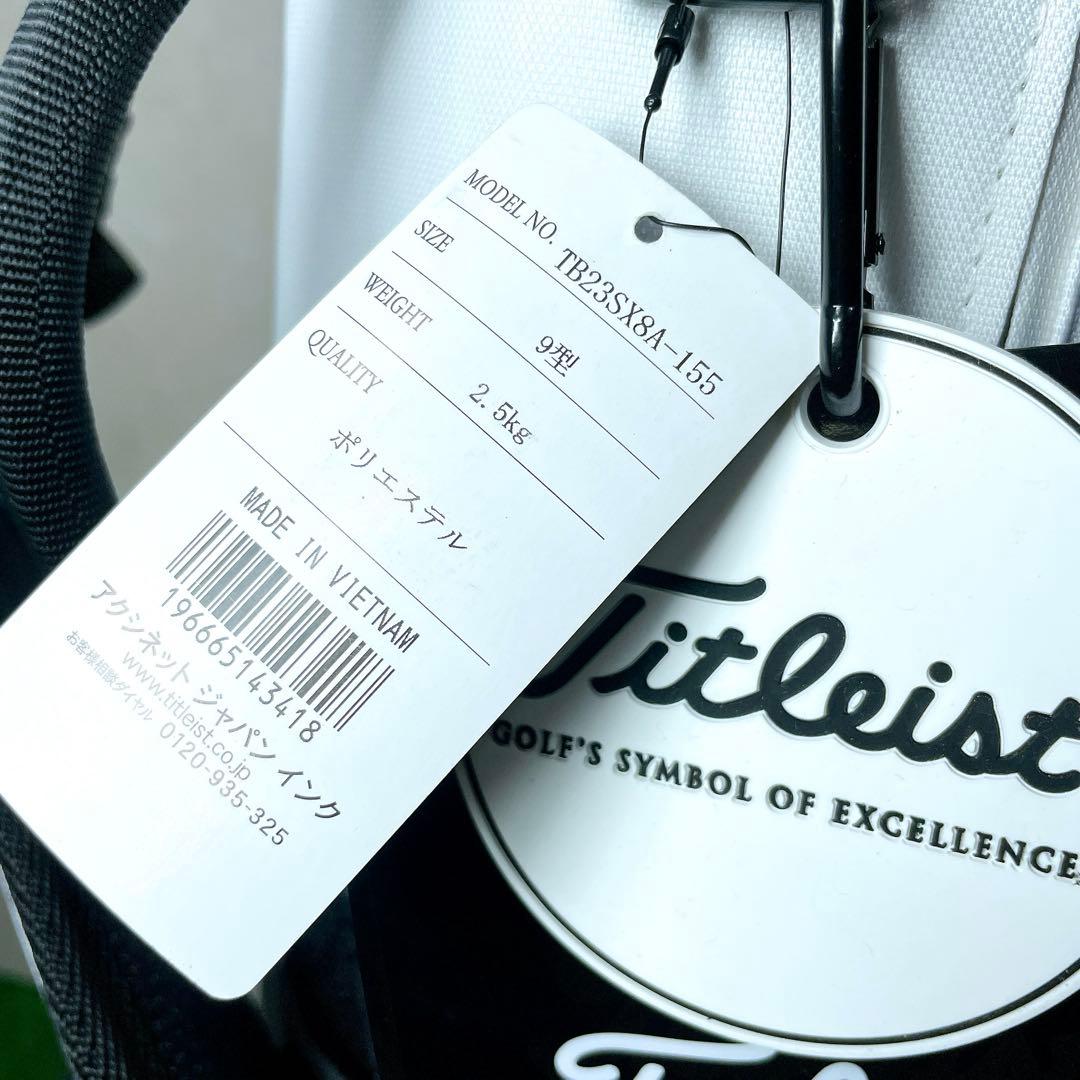 MODEL NO. TB23SX8A-155
SIZE 9型
WEIGHT 2.5kg
QUALITY ポリエステル
MADE IN VIETNAM
196665143418
アクシネット ジャパン インク
www.titleist.co.jp
お客様相談ダイヤル 0120-935-325
Titleist
GOLF'S SYMBOL OF EXCELLENCE